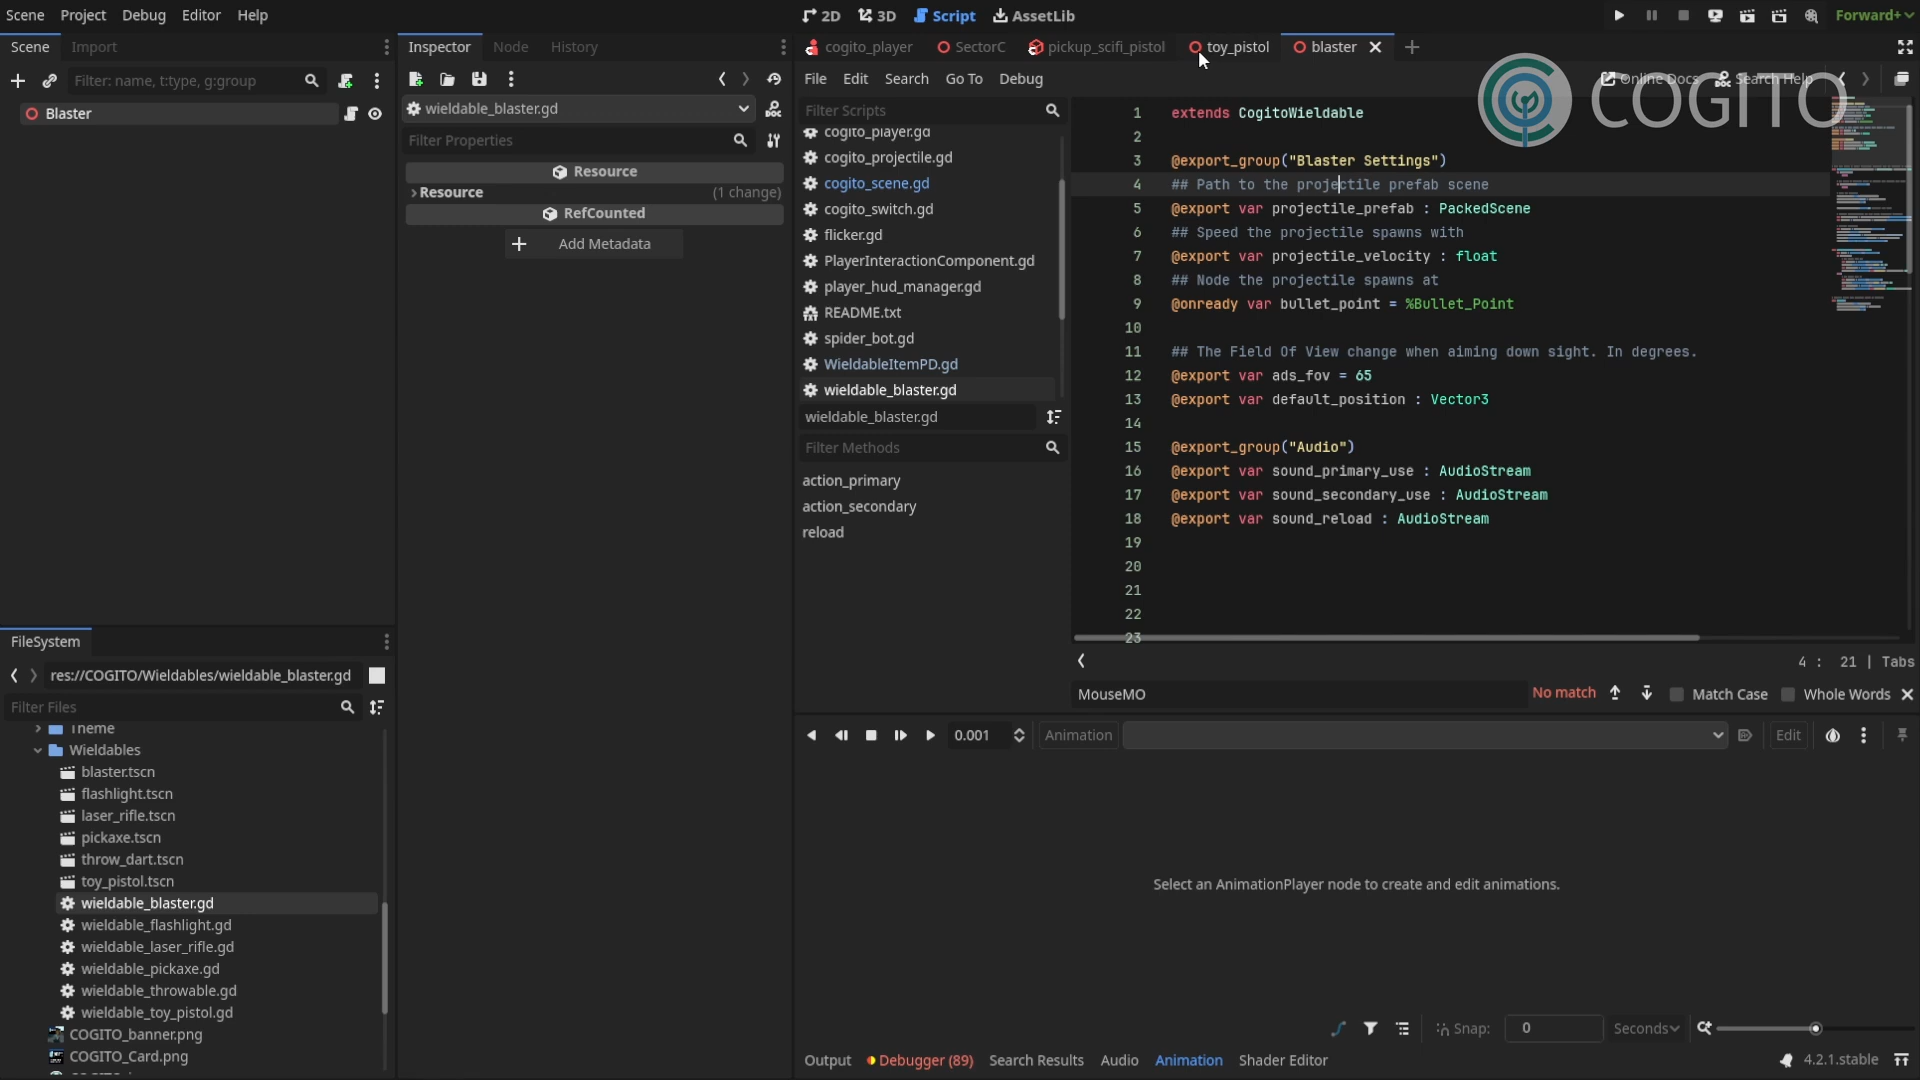 Scene Project Debug Editor Help
2D 3D Script AssetLib
Forward+
Scene Import
Filter: name, t:type, g:group
Blaster
Inspector Node History
wieldable_blaster.gd
Filter Properties
Resource
Resource (1 change)
RefCounted
Add Metadata
cogito_player SectorC pickup_scifi_pistol toy_pistol blaster
File Edit Search Go To Debug
Online Docs Search Help
COGITO
Filter Scripts
cogito_player.gd
cogito_projectile.gd
cogito_scene.gd
cogito_switch.gd
flicker.gd
PlayerInteractionComponent.gd
player_hud_manager.gd
README.txt
spider_bot.gd
WieldableItemPD.gd
wieldable_blaster.gd
wieldable_blaster.gd
Filter Methods
action_primary
action_secondary
reload
1 extends CogitoWieldable
2
3 @export_group("Blaster Settings")
4 ## Path to the projectile prefab scene
5 @export var projectile_prefab : PackedScene
6 ## Speed the projectile spawns with
7 @export var projectile_velocity : float
8 ## Node the projectile spawns at
9 @onready var bullet_point = %Bullet_Point
10
11 ## The Field Of View change when aiming down sight. In degrees.
12 @export var ads_fov = 65
13 @export var default_position : Vector3
14
15 @export_group("Audio")
16 @export var sound_primary_use : AudioStream
17 @export var sound_secondary_use : AudioStream
18 @export var sound_reload : AudioStream
19
20
21
22
23
4 : 21 | Tabs
MouseMO No match Match Case Whole Words
FileSystem
res://COGITO/Wieldables/wieldable_blaster.gd
Filter Files
Theme
Wieldables
blaster.tscn
flashlight.tscn
laser_rifle.tscn
pickaxe.tscn
throw_dart.tscn
toy_pistol.tscn
wieldable_blaster.gd
wieldable_flashlight.gd
wieldable_laser_rifle.gd
wieldable_pickaxe.gd
wieldable_throwable.gd
wieldable_toy_pistol.gd
COGITO_banner.png
COGITO_Card.png
0.001 Animation Edit
Select an AnimationPlayer node to create and edit animations.
Snap: 0 Seconds
Output Debugger (89) Search Results Audio Animation Shader Editor 4.2.1.stable